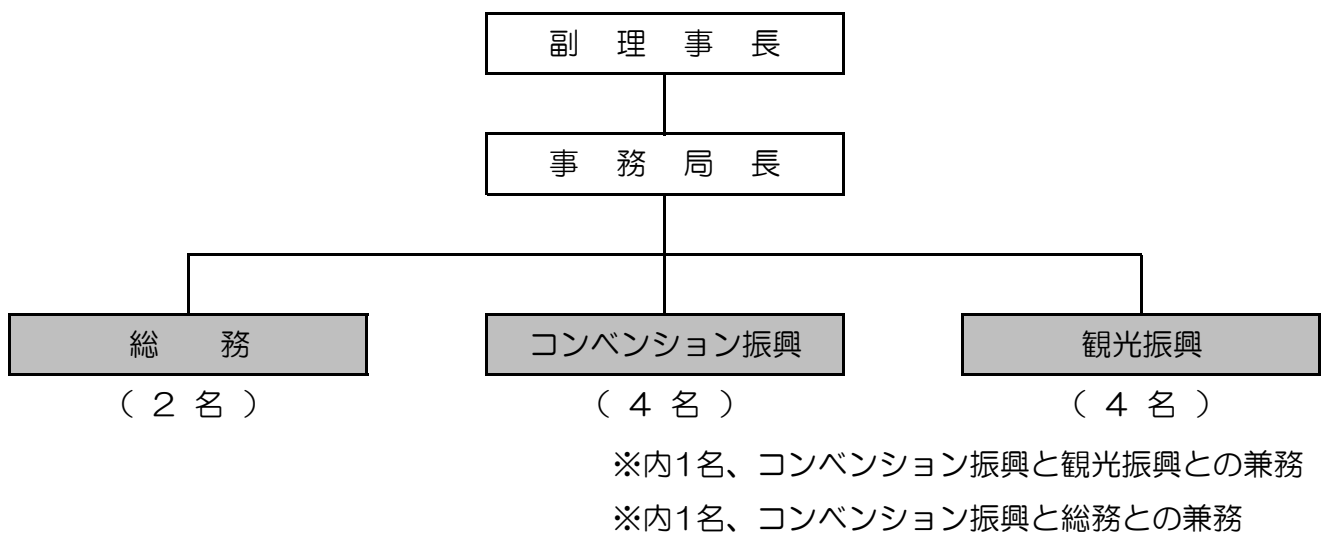 副理事長
事務局長
総務
コンベンション振興
観光振興
(2名)
(4名)
(4名)
※内1名、コンベンション振興と観光振興との兼務
※内1名、コンベンション振興と総務との兼務